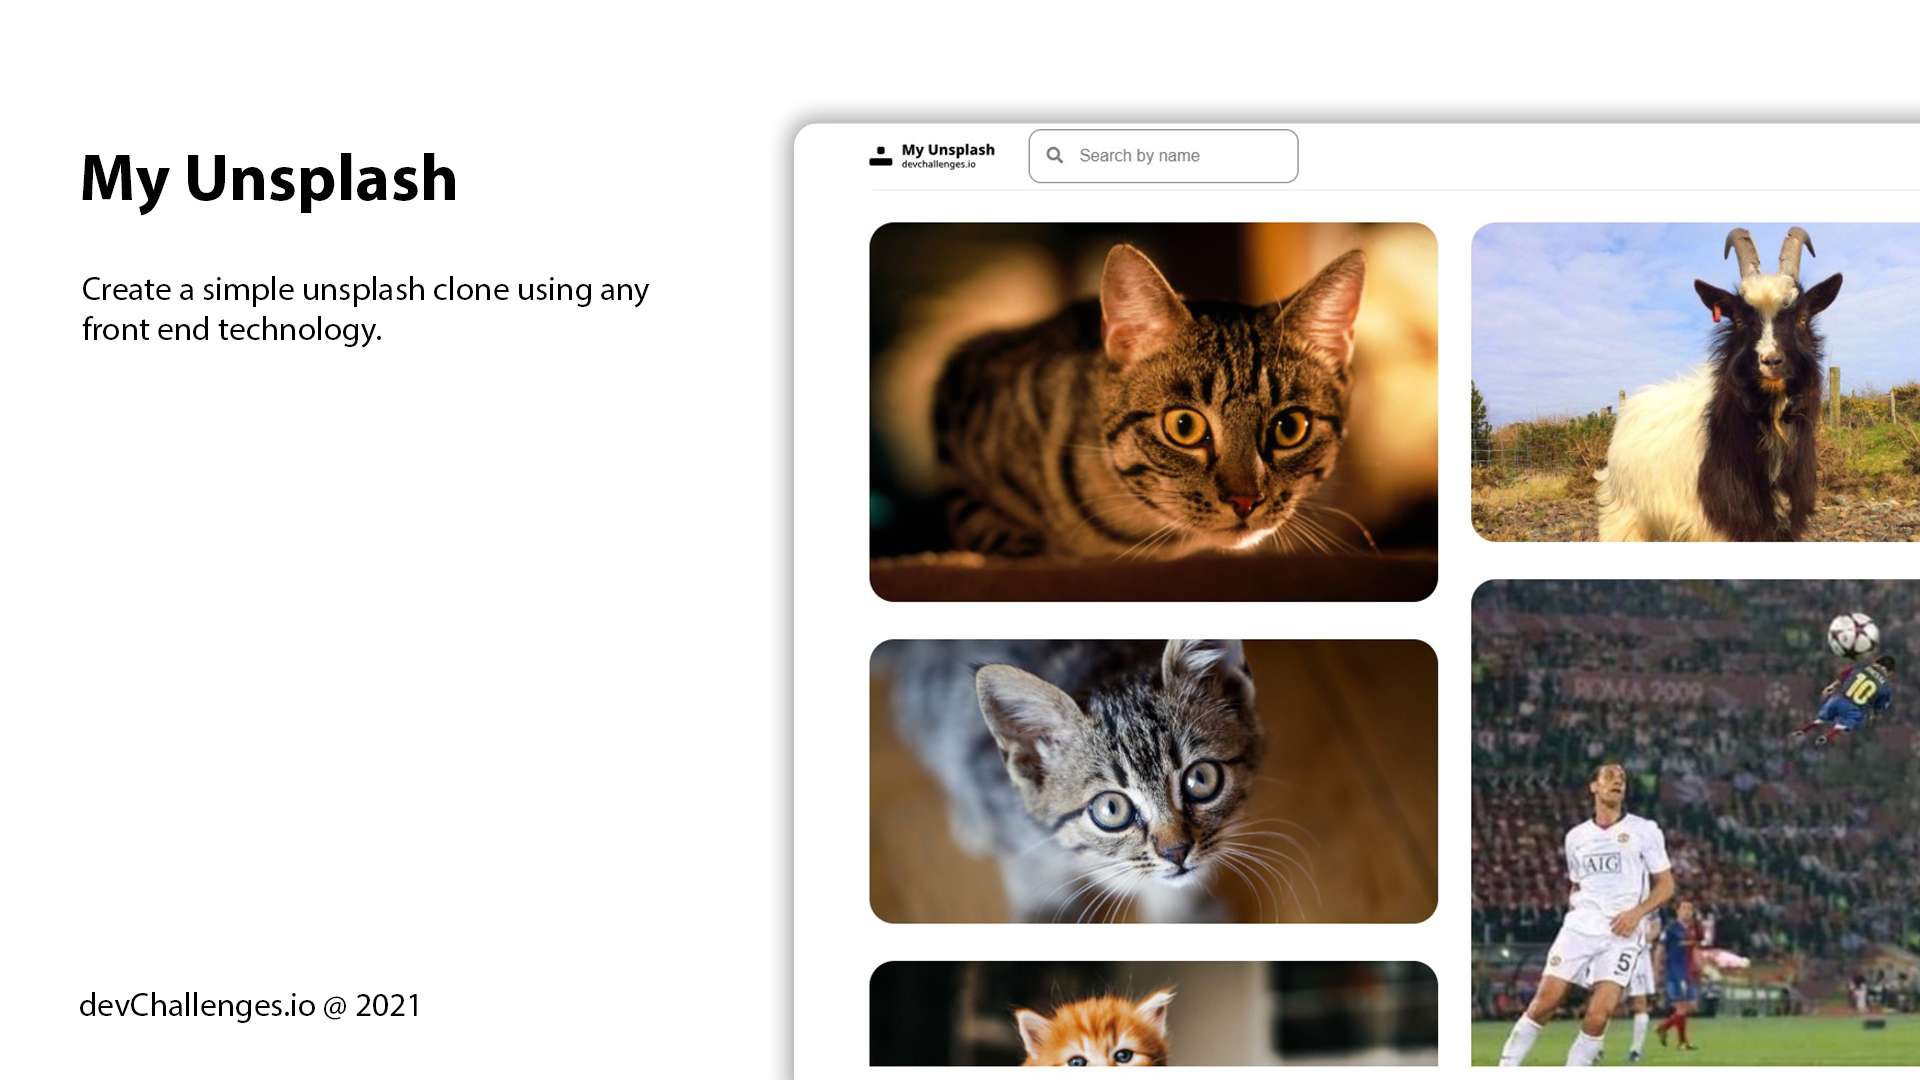 My Unsplash
Create a simple unsplash clone using any
front end technology.
devChallenges.io @ 2021
My Unsplash
devchallenges.io
Search by name
ROMA 2009
10
AIG
5